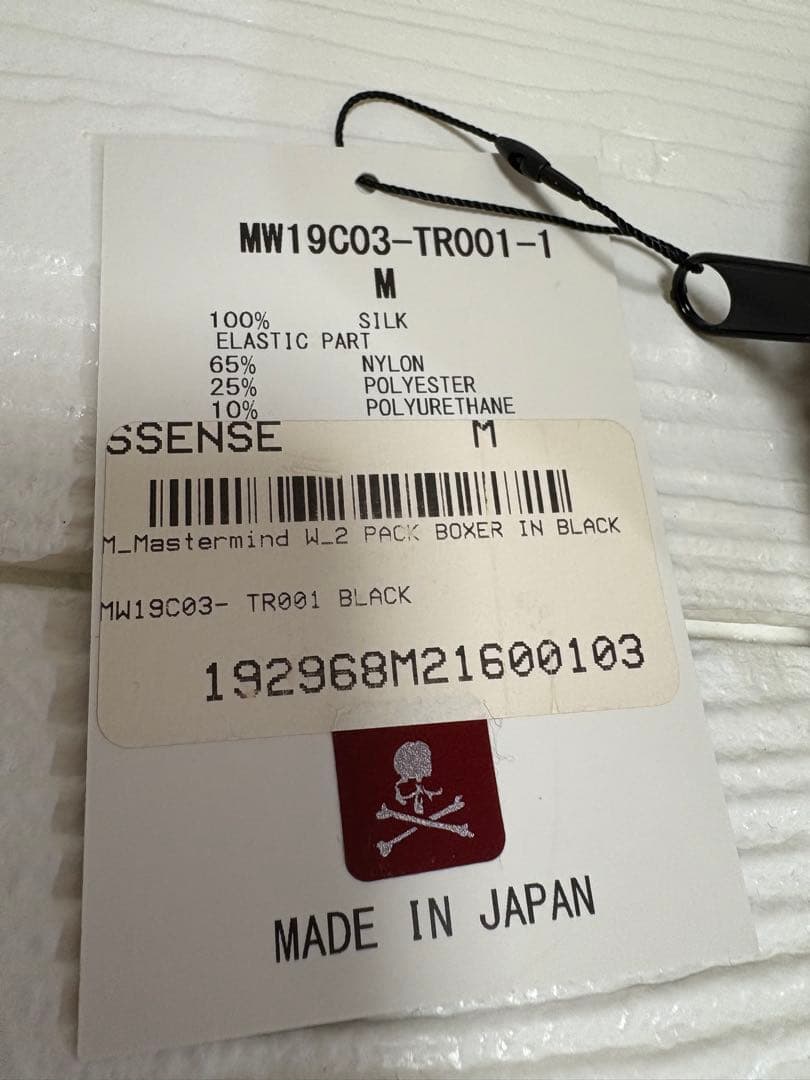 MW19C03-TR001-1
M
100% SILK
ELASTIC PART
65% NYLON
25% POLYESTER
10% POLYURETHANE
SSENSE M
M_Mastermind W_2 PACK BOXER IN BLACK
MW19C03- TR001 BLACK
192968M21600103
MADE IN JAPAN